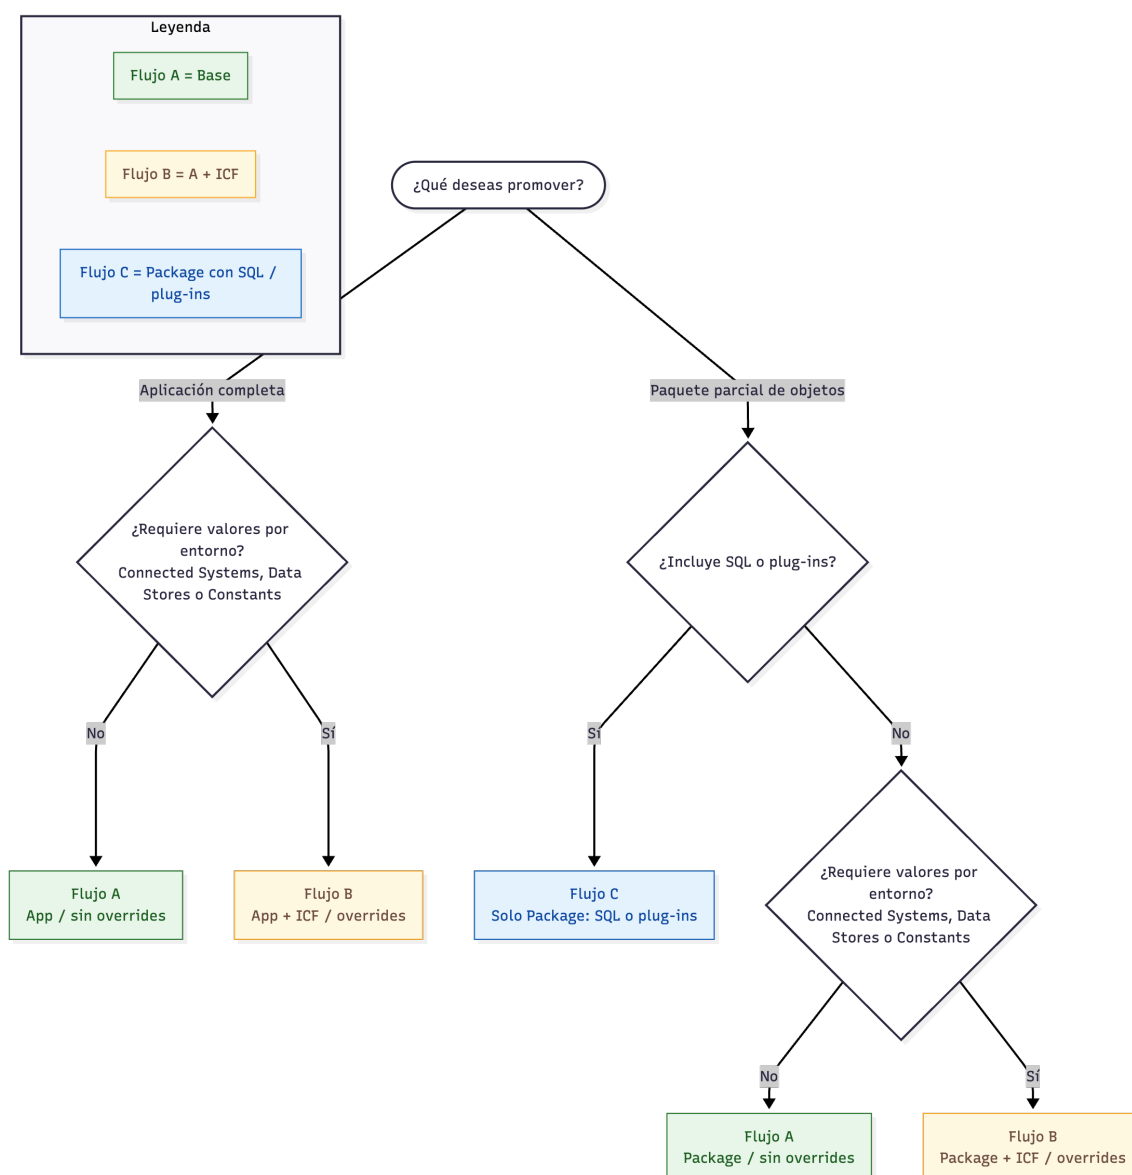 Leyenda
Flujo A = Base
Flujo B = A + ICF
Flujo C = Package con SQL /
plug-ins
¿Qué deseas promover?
Aplicación completa
Paquete parcial de objetos
¿Requiere valores por
entorno?
Connected Systems, Data
Stores o Constants
¿Incluye SQL o plug-ins?
No
Sí
Sí
No
Flujo A
App / sin overrides
Flujo B
App + ICF / overrides
Flujo C
Solo Package: SQL o plug-ins
¿Requiere valores por
entorno?
Connected Systems, Data
Stores o Constants
No
Sí
Flujo A
Package / sin overrides
Flujo B
Package + ICF / overrides